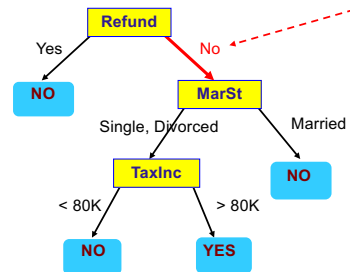 Refund
Yes
No
NO
MarSt
Single, Divorced
Married
TaxInc
NO
< 80K
> 80K
NO
YES